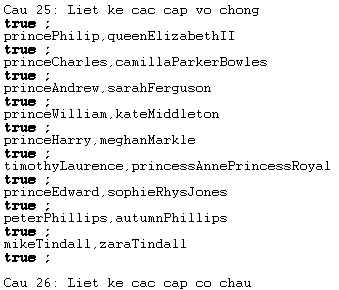 Cau 25: Liet ke cac cap vo chong
true ;
princePhilip,queenElizabethII
true ;
princeCharles,camillaParkerBowles
true ;
princeAndrew,sarahFerguson
true ;
princeWilliam,kateMiddleton
true ;
princeHarry,meghanMarkle
true ;
timothyLaurence,princessAnnePrincessRoyal
true ;
princeEdward,sophieRhysJones
true ;
peterPhillips,autumnPhillips
true ;
mikeTindall,zaraTindall
true ;
Cau 26: Liet ke cac cap co chau